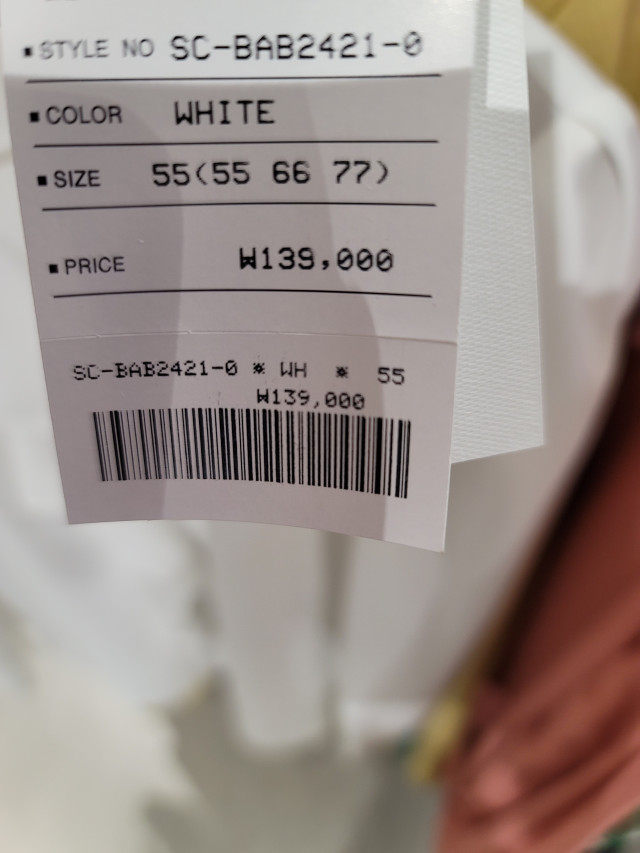 ▪ STYLE NO SC-BAB2421-0
▪ COLOR WHITE
▪ SIZE 55(55 66 77)
▪ PRICE ₩139,000
SC-BAB2421-0 * WH * 55
₩139,000